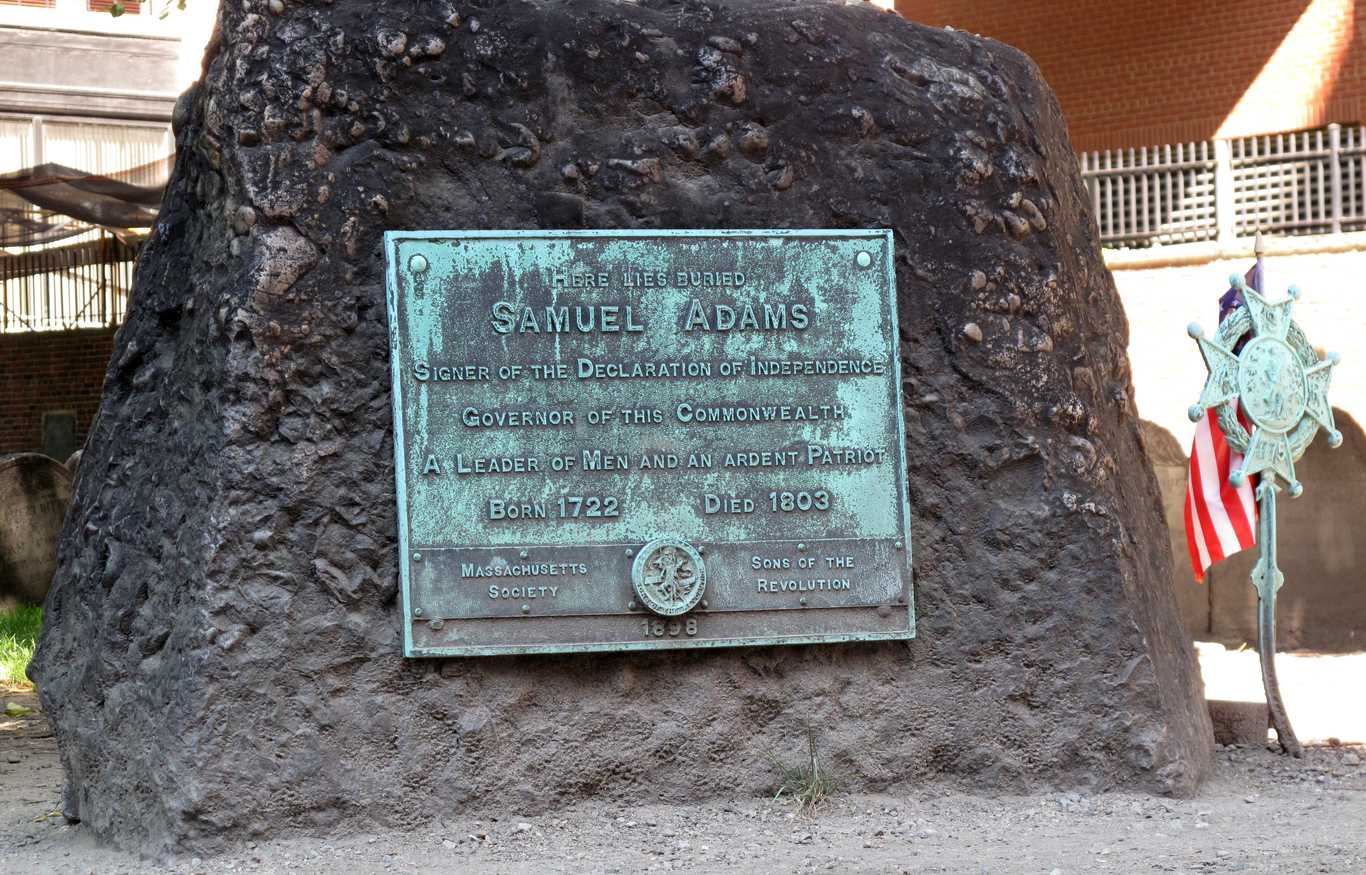 HERE LIES BURIED
SAMUEL ADAMS
SIGNER OF THE DECLARATION OF INDEPENDENCE
GOVERNOR OF THIS COMMONWEALTH
A LEADER OF MEN AND AN ARDENT PATRIOT
BORN 1722 DIED 1803
MASSACHUSETTS SOCIETY
SONS OF THE REVOLUTION
1898